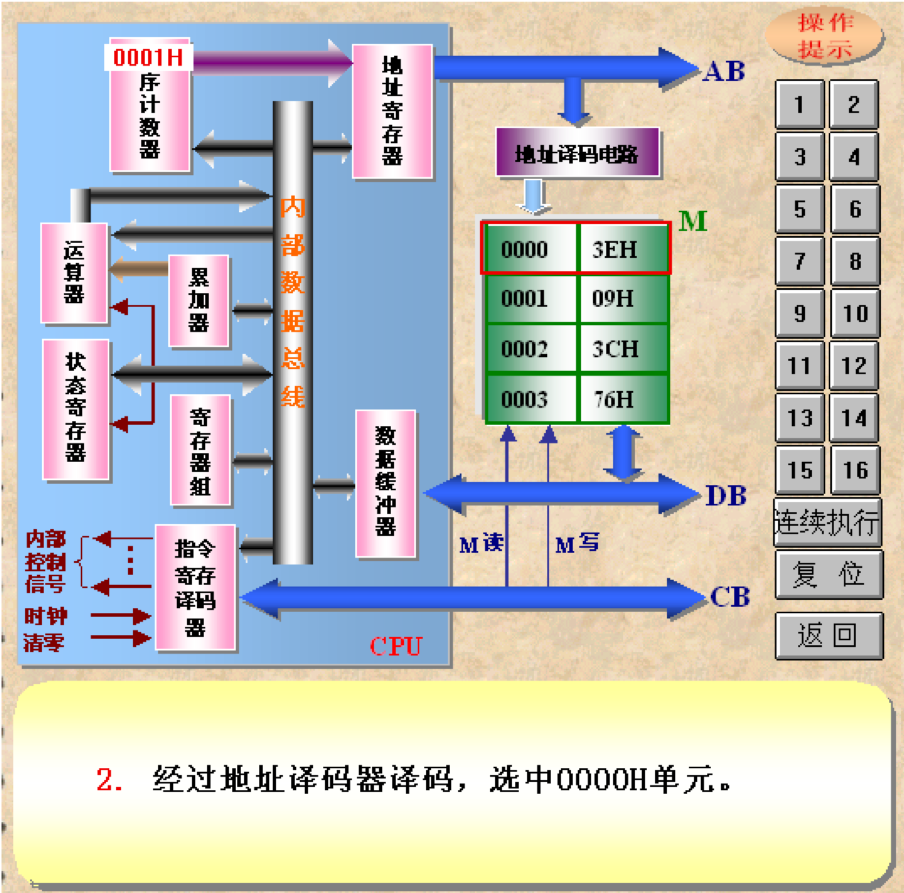 操作
提示
0001H
序计数器
地址寄存器
AB
1
2
地址译码电路
3
4
M
5
6
内部数据总线
运算器
累加器
0000 3EH
0001 09H
0002 3CH
0003 76H
7
8
9
10
状态寄存器
寄存器组
数据缓冲器
11
12
13
14
15
16
DB
连续执行
M读
M写
内部
控制
信号
指令
寄存
译码
器
复 位
CB
时钟
清零
CPU
返 回
2. 经过地址译码器译码，选中0000H单元。